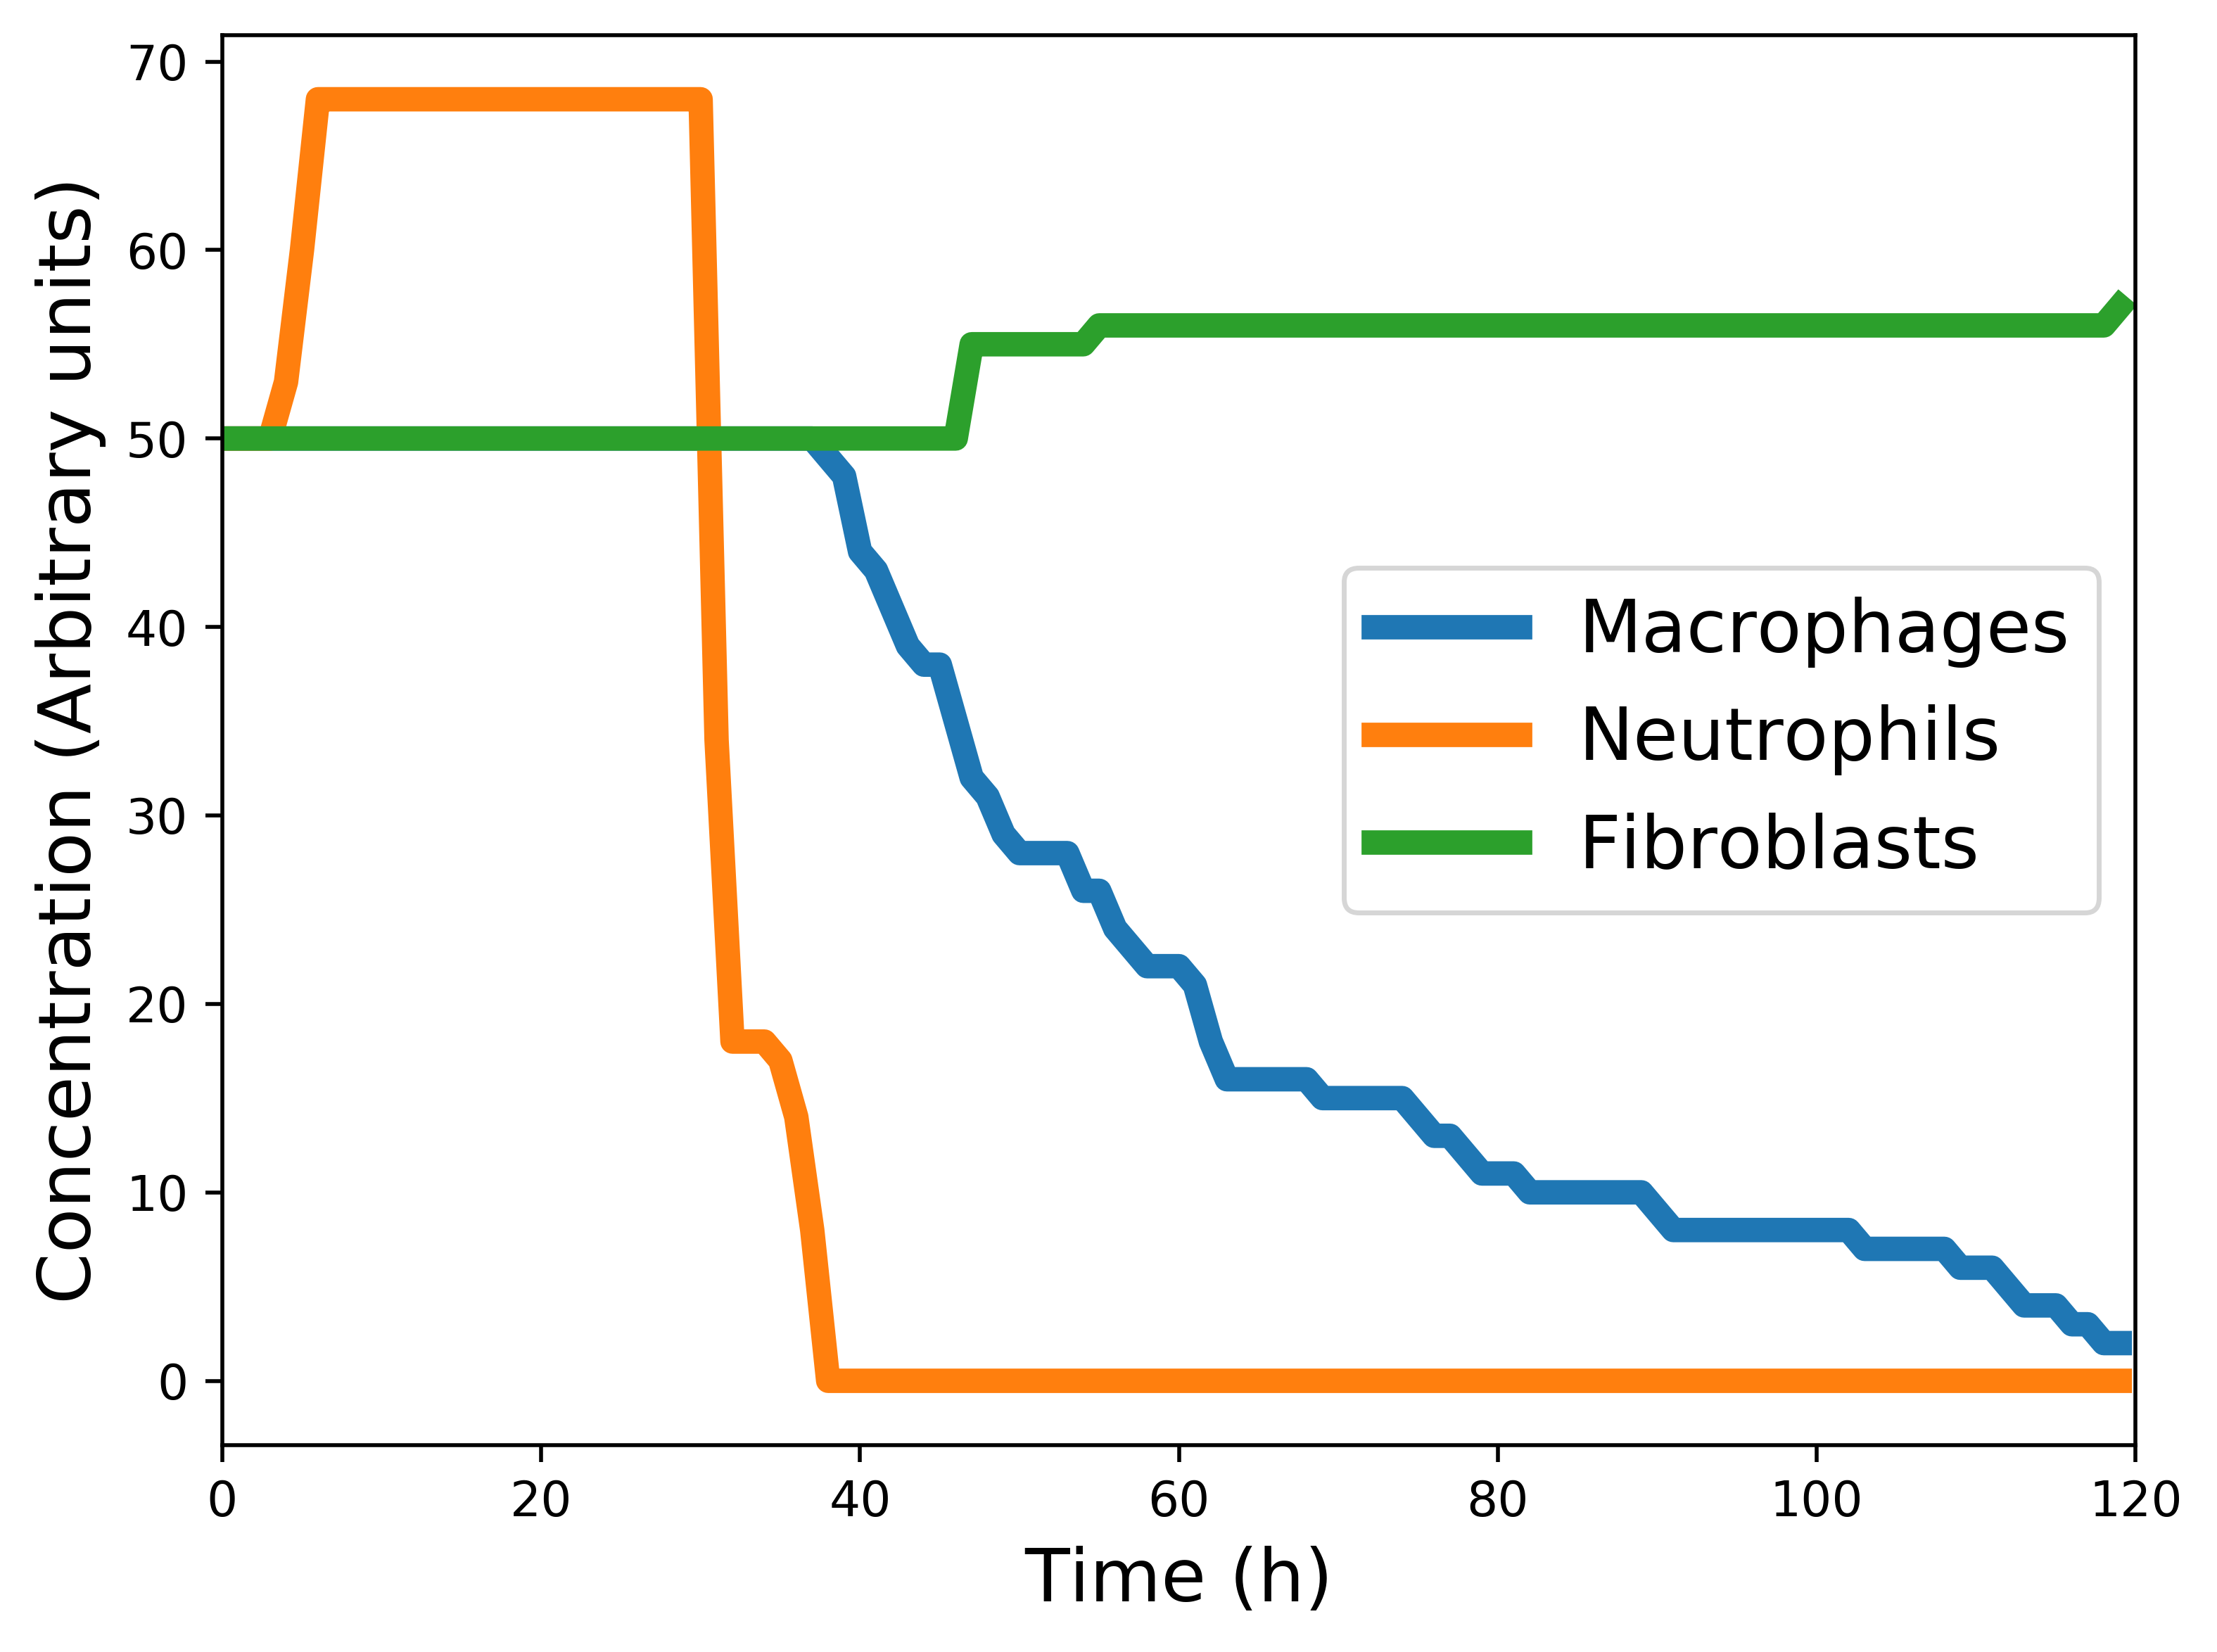 Concentration (Arbitrary units)
70
60
50
40
30
20
10
0
Macrophages
Neutrophils
Fibroblasts
0 20 40 60 80 100 120
Time (h)